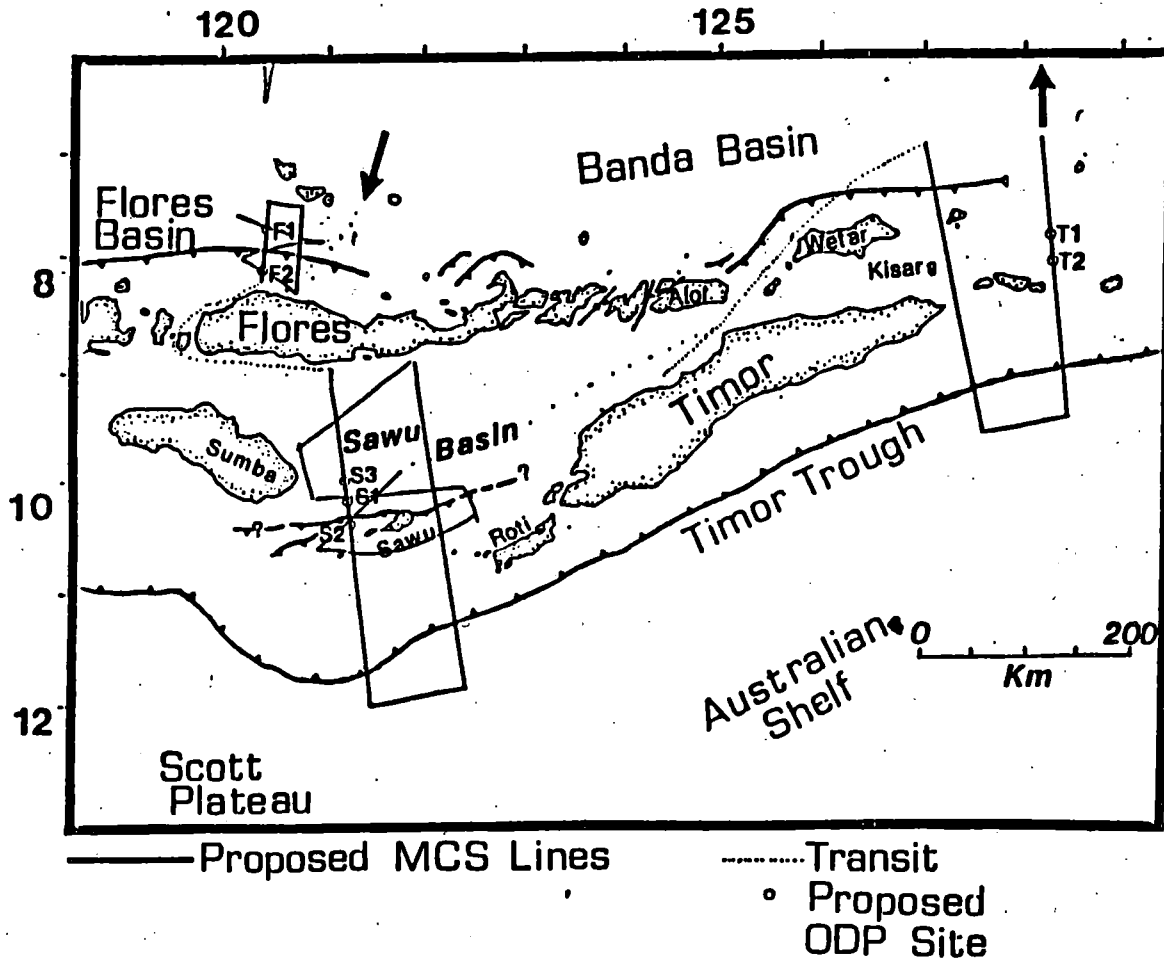 120
125
Banda Basin
Flores
Basin
F1
F2
T1
T2
8
Wetar
Kisare
Alor
Flores
Timor
Sawu
Basin
Sumba
S3
S1
?
?
10
S2
Sawu
Roti
Timor Trough
Australian
Shelf
0
200
Km
12
Scott
Plateau
Proposed MCS Lines
Transit
Proposed
ODP Site